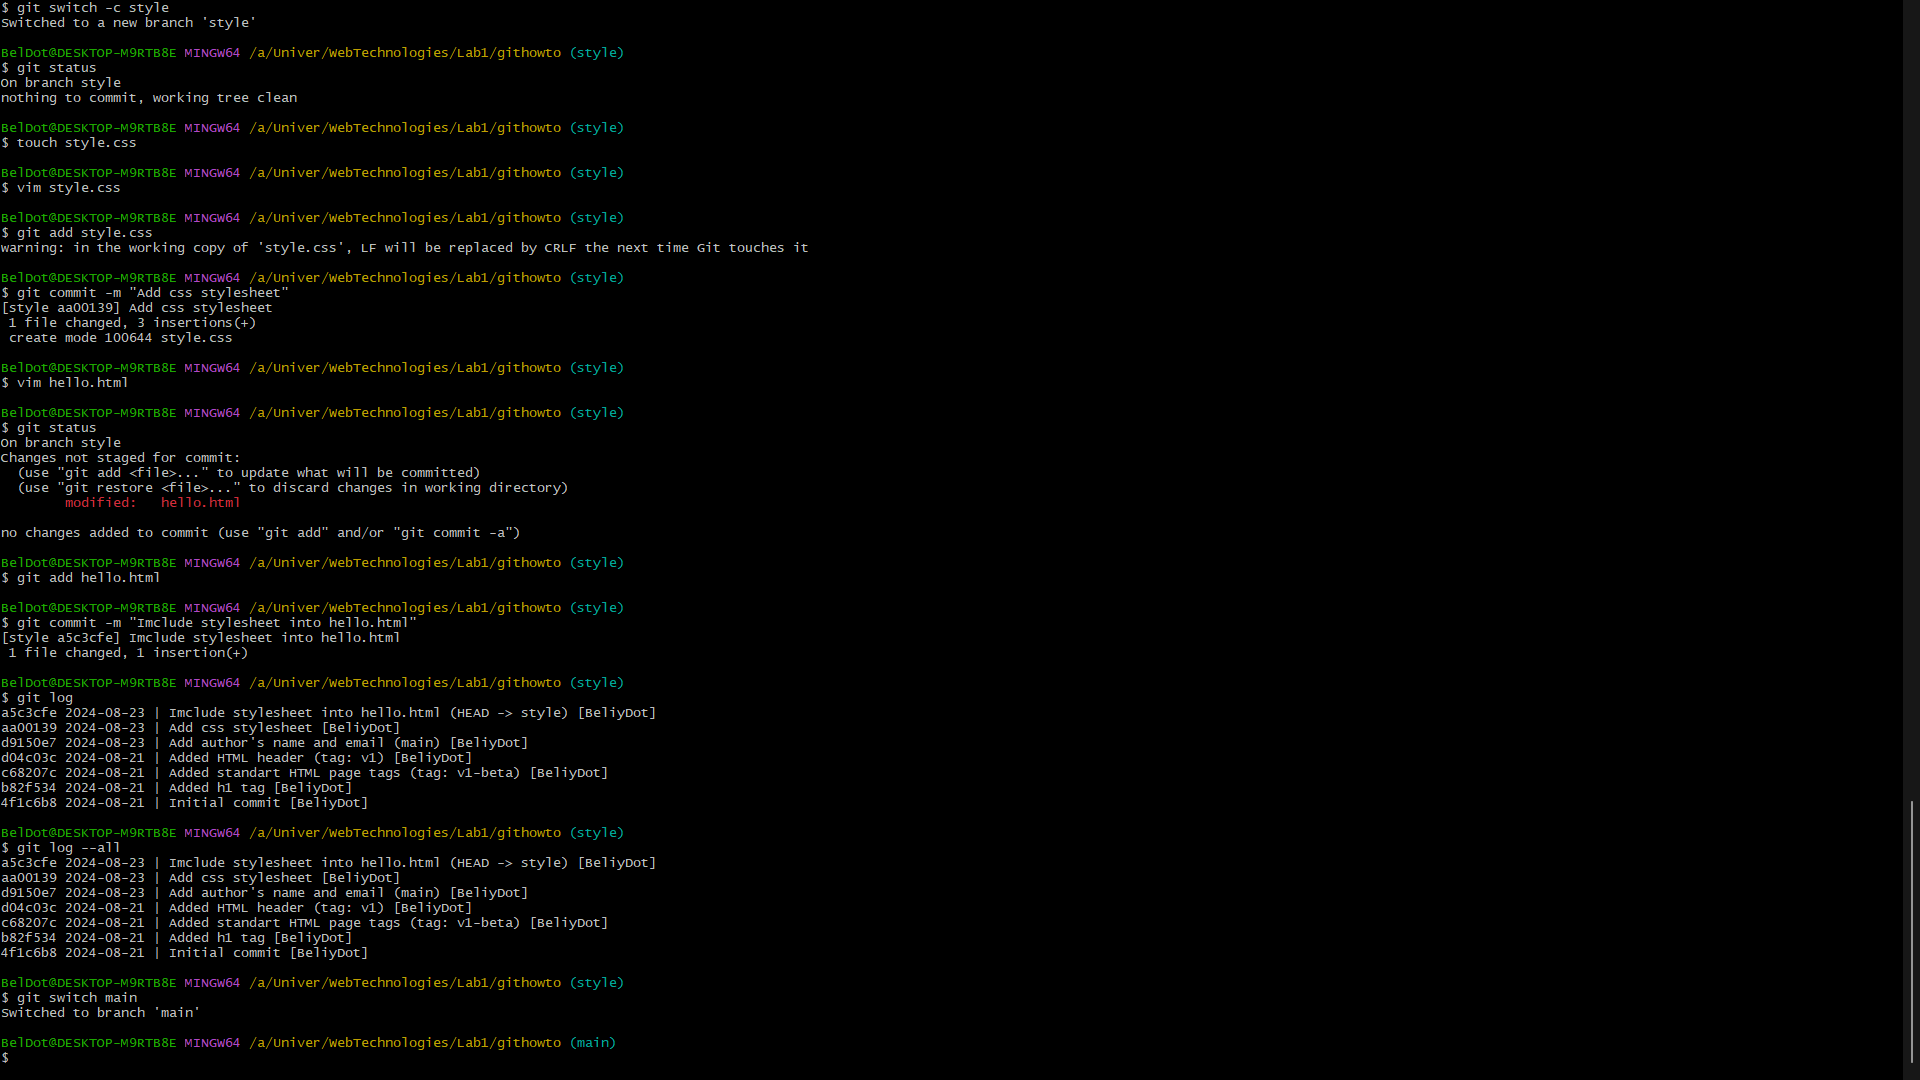 $ git switch -c style
Switched to a new branch 'style'

BelDot@DESKTOP-M9RTB8E MINGW64 /a/Univer/WebTechnologies/Lab1/githowto (style)
$ git status
On branch style
nothing to commit, working tree clean

BelDot@DESKTOP-M9RTB8E MINGW64 /a/Univer/WebTechnologies/Lab1/githowto (style)
$ touch style.css

BelDot@DESKTOP-M9RTB8E MINGW64 /a/Univer/WebTechnologies/Lab1/githowto (style)
$ vim style.css

BelDot@DESKTOP-M9RTB8E MINGW64 /a/Univer/WebTechnologies/Lab1/githowto (style)
$ git add style.css
warning: in the working copy of 'style.css', LF will be replaced by CRLF the next time Git touches it

BelDot@DESKTOP-M9RTB8E MINGW64 /a/Univer/WebTechnologies/Lab1/githowto (style)
$ git commit -m "Add css stylesheet"
[style aa00139] Add css stylesheet
 1 file changed, 3 insertions(+)
 create mode 100644 style.css

BelDot@DESKTOP-M9RTB8E MINGW64 /a/Univer/WebTechnologies/Lab1/githowto (style)
$ vim hello.html

BelDot@DESKTOP-M9RTB8E MINGW64 /a/Univer/WebTechnologies/Lab1/githowto (style)
$ git status
On branch style
Changes not staged for commit:
  (use "git add <file>..." to update what will be committed)
  (use "git restore <file>..." to discard changes in working directory)
        modified:   hello.html

no changes added to commit (use "git add" and/or "git commit -a")

BelDot@DESKTOP-M9RTB8E MINGW64 /a/Univer/WebTechnologies/Lab1/githowto (style)
$ git add hello.html

BelDot@DESKTOP-M9RTB8E MINGW64 /a/Univer/WebTechnologies/Lab1/githowto (style)
$ git commit -m "Imclude stylesheet into hello.html"
[style a5c3cfe] Imclude stylesheet into hello.html
 1 file changed, 1 insertion(+)

BelDot@DESKTOP-M9RTB8E MINGW64 /a/Univer/WebTechnologies/Lab1/githowto (style)
$ git log
a5c3cfe 2024-08-23 | Imclude stylesheet into hello.html (HEAD -> style) [BeliyDot]
aa00139 2024-08-23 | Add css stylesheet [BeliyDot]
d9150e7 2024-08-23 | Add author's name and email (main) [BeliyDot]
d04c03c 2024-08-21 | Added HTML header (tag: v1) [BeliyDot]
c68207c 2024-08-21 | Added standart HTML page tags (tag: v1-beta) [BeliyDot]
b82f534 2024-08-21 | Added h1 tag [BeliyDot]
4f1c6b8 2024-08-21 | Initial commit [BeliyDot]

BelDot@DESKTOP-M9RTB8E MINGW64 /a/Univer/WebTechnologies/Lab1/githowto (style)
$ git log --all
a5c3cfe 2024-08-23 | Imclude stylesheet into hello.html (HEAD -> style) [BeliyDot]
aa00139 2024-08-23 | Add css stylesheet [BeliyDot]
d9150e7 2024-08-23 | Add author's name and email (main) [BeliyDot]
d04c03c 2024-08-21 | Added HTML header (tag: v1) [BeliyDot]
c68207c 2024-08-21 | Added standart HTML page tags (tag: v1-beta) [BeliyDot]
b82f534 2024-08-21 | Added h1 tag [BeliyDot]
4f1c6b8 2024-08-21 | Initial commit [BeliyDot]

BelDot@DESKTOP-M9RTB8E MINGW64 /a/Univer/WebTechnologies/Lab1/githowto (style)
$ git switch main
Switched to branch 'main'

BelDot@DESKTOP-M9RTB8E MINGW64 /a/Univer/WebTechnologies/Lab1/githowto (main)
$